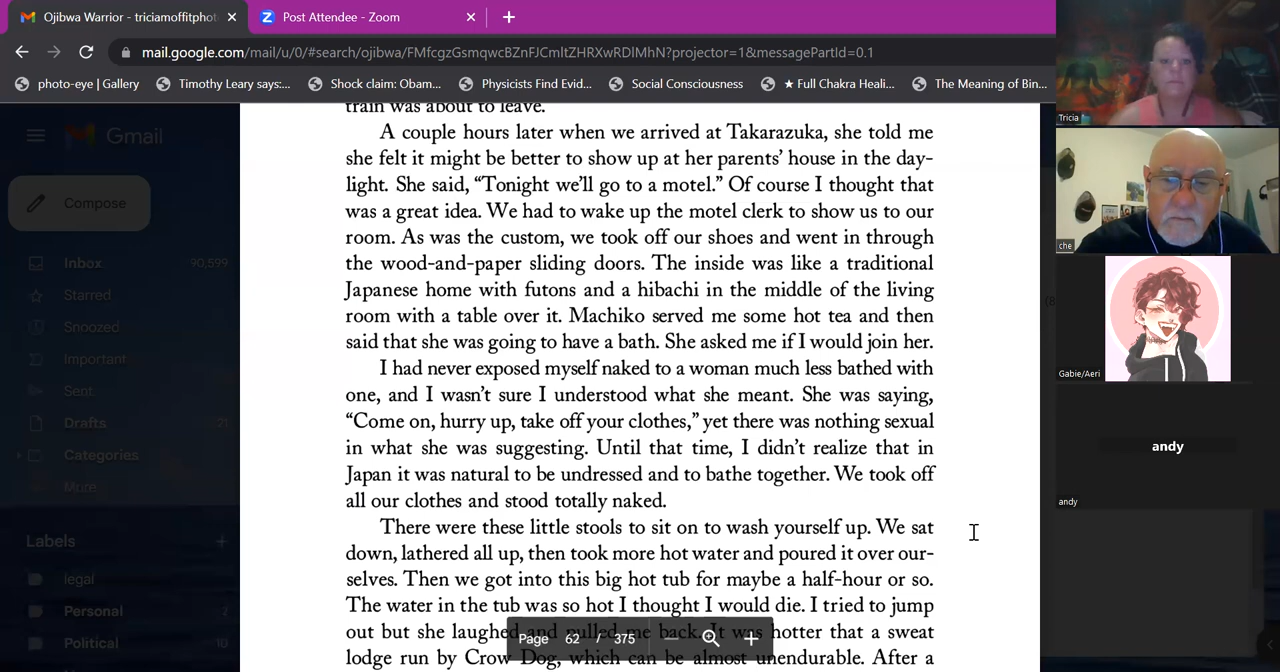 Ojibwa Warrior - triciamoffitphot
Post Attendee - Zoom
mail.google.com/mail/u/0/#search/ojibwa/FMfcgzGsmqwcBZnFJCmltZHRXwRDlMhN?projector=1&messagePartId=0.1
photo-eye | Gallery
Timothy Leary says:...
Shock claim: Obam...
Physicists Find Evid...
Social Consciousness
★ Full Chakra Heali...
The Meaning of Bin...
Gmail
Compose
Inbox 90,599
Starred
Snoozed
Important
Sent
Drafts 21
Categories
More
Labels
legal
Personal 2
Political 10
train was about to leave.
A couple hours later when we arrived at Takarazuka, she told me
she felt it might be better to show up at her parents’ house in the day-
light. She said, “Tonight we’ll go to a motel.” Of course I thought that
was a great idea. We had to wake up the motel clerk to show us to our
room. As was the custom, we took off our shoes and went in through
the wood-and-paper sliding doors. The inside was like a traditional
Japanese home with futons and a hibachi in the middle of the living
room with a table over it. Machiko served me some hot tea and then
said that she was going to have a bath. She asked me if I would join her.
I had never exposed myself naked to a woman much less bathed with
one, and I wasn’t sure I understood what she meant. She was saying,
“Come on, hurry up, take off your clothes,” yet there was nothing sexual
in what she was suggesting. Until that time, I didn’t realize that in
Japan it was natural to be undressed and to bathe together. We took off
all our clothes and stood totally naked.
There were these little stools to sit on to wash yourself up. We sat
down, lathered all up, then took more hot water and poured it over our-
selves. Then we got into this big hot tub for maybe a half-hour or so.
The water in the tub was so hot I thought I would die. I tried to jump
out but she laughed and pulled me back. It was hotter that a sweat
lodge run by Crow Dog, which can be almost unendurable. After a
Page 62 / 375
Tricia
che
Gabie/Aeri
andy
andy